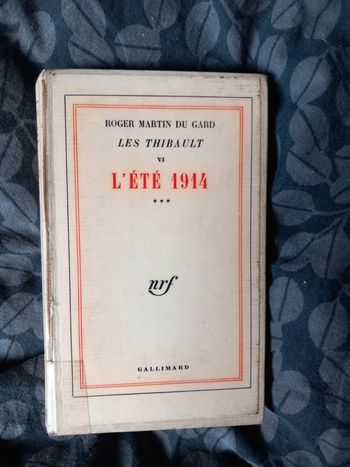 ROGER MARTIN DU GARD
LES THIBAULT
VI
L'ÉTÉ 1914
***
nrf
GALLIMARD